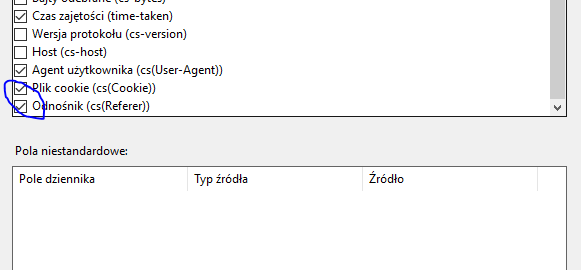 Bajty odebrane (cs-bytes)
Czas zajętości (time-taken)
Wersja protokołu (cs-version)
Host (cs-host)
Agent użytkownika (cs(User-Agent))
Plik cookie (cs(Cookie))
Odnośnik (cs(Referer))
Pola niestandardowe:
Pole dziennika Typ źródła Źródło